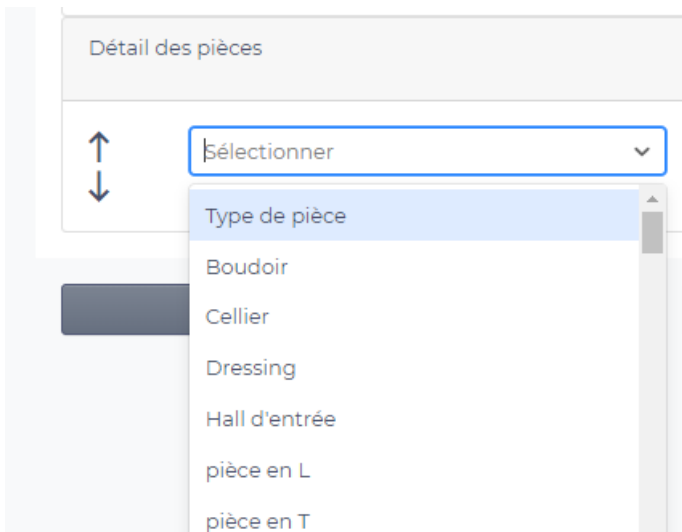 Détail des pièces
Sélectionner
Type de pièce
Boudoir
Cellier
Dressing
Hall d'entrée
pièce en L
pièce en T